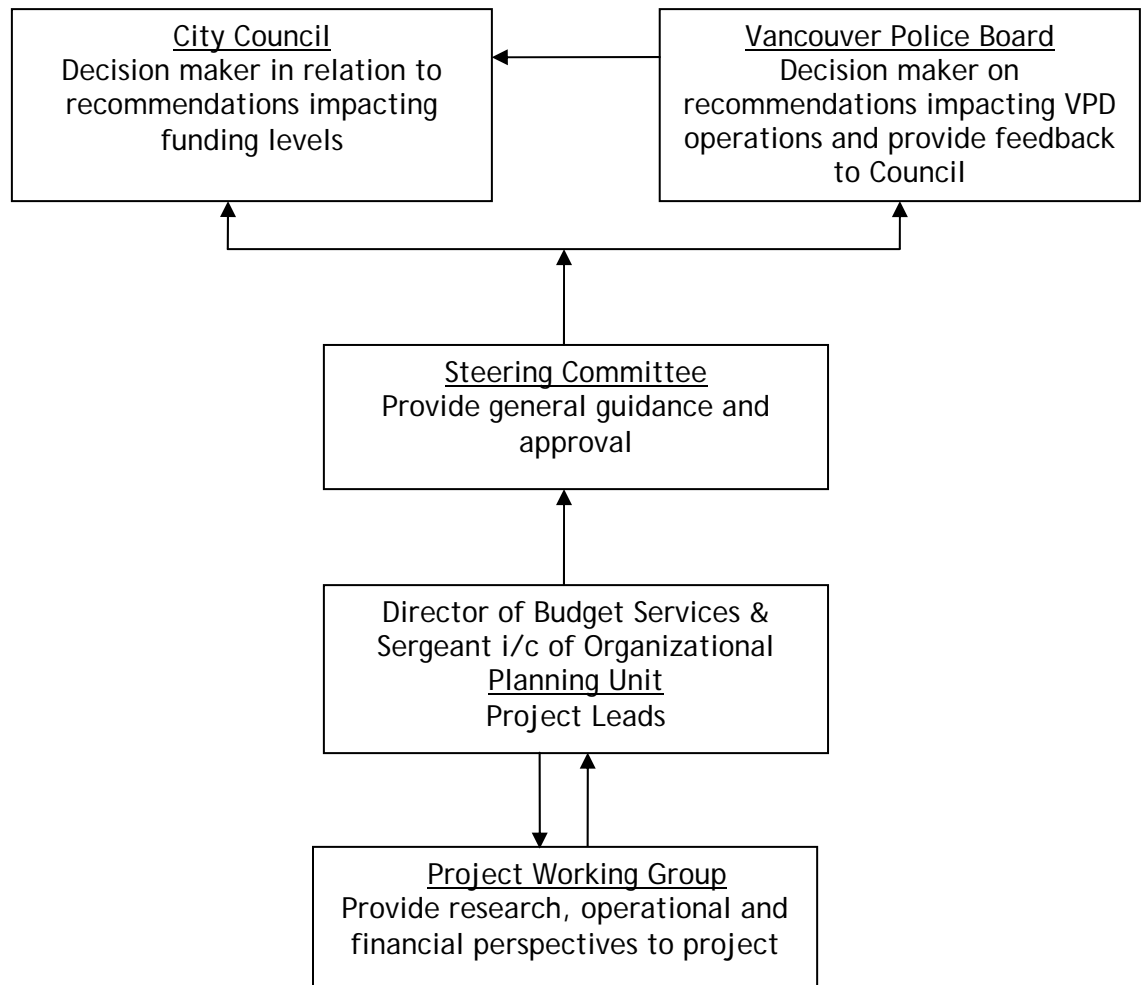 City Council
Decision maker in relation to
recommendations impacting
funding levels
Vancouver Police Board
Decision maker on
recommendations impacting VPD
operations and provide feedback
to Council
Steering Committee
Provide general guidance and
approval
Director of Budget Services &
Sergeant i/c of Organizational
Planning Unit
Project Leads
Project Working Group
Provide research, operational and
financial perspectives to project